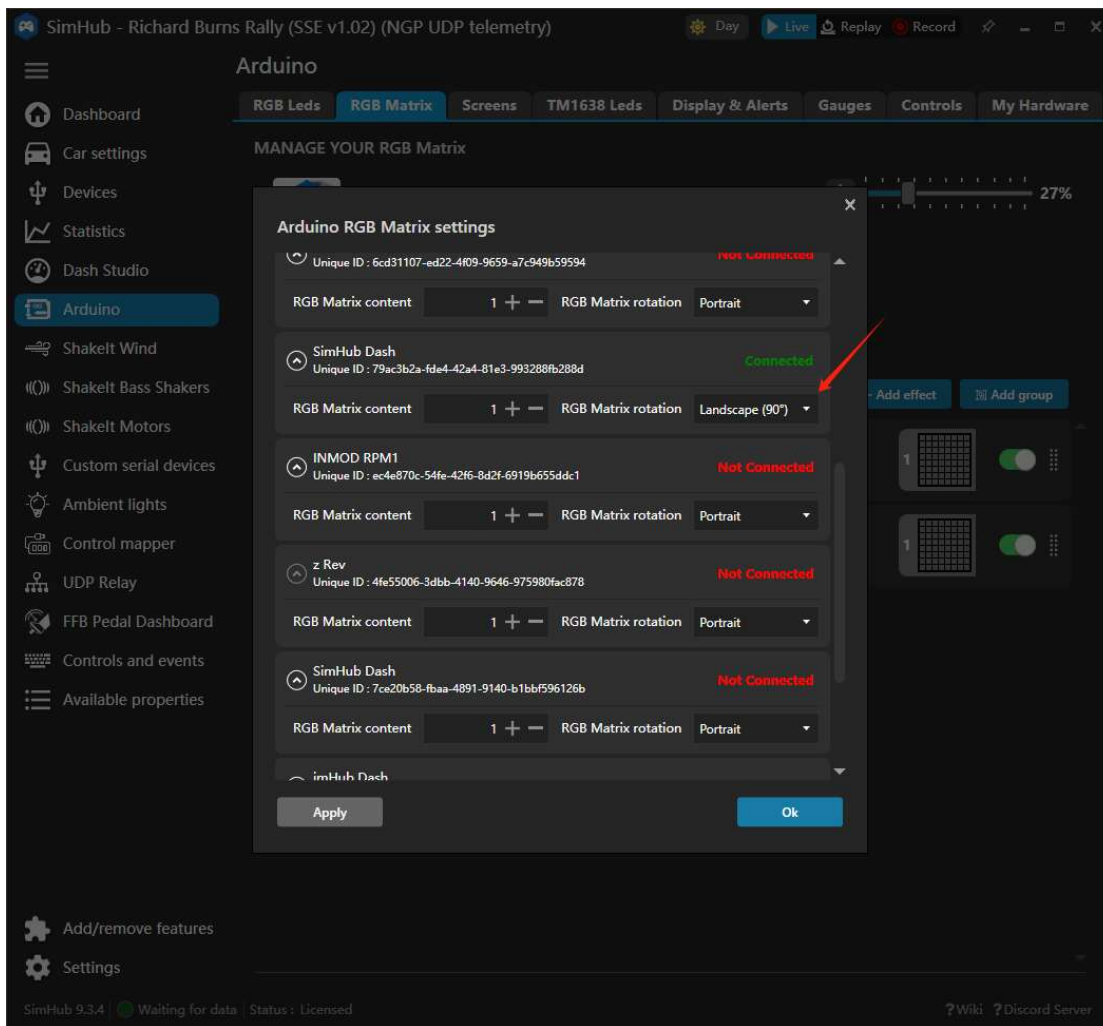 SimHub - Richard Burns Rally (SSE v1.02) (NGP UDP telemetry)
Day
Live
Replay
Record
Arduino
RGB Leds
RGB Matrix
Screens
TM1638 Leds
Display & Alerts
Gauges
Controls
My Hardware
Dashboard
Car settings
Devices
Statistics
Dash Studio
Arduino
ShakeIt Wind
ShakeIt Bass Shakers
ShakeIt Motors
Custom serial devices
Ambient lights
Control mapper
UDP Relay
FFB Pedal Dashboard
Controls and events
Available properties
Add/remove features
Settings
MANAGE YOUR RGB Matrix
27%
Add effect
Add group
1
1
Arduino RGB Matrix settings
Unique ID : 6cd31107-ed22-4f09-9659-a7c949b59594
Not Connected
RGB Matrix content 1 RGB Matrix rotation Portrait
SimHub Dash
Unique ID : 79ac3b2a-fde4-42a4-81e3-993288fb288d
Connected
RGB Matrix content 1 RGB Matrix rotation Landscape (90°)
INMOD RPM1
Unique ID : ec4e870c-54fe-42f6-8d2f-6919b655ddc1
Not Connected
RGB Matrix content 1 RGB Matrix rotation Portrait
z Rev
Unique ID : 4fe55006-3dbb-4140-9646-975980fac878
Not Connected
RGB Matrix content 1 RGB Matrix rotation Portrait
SimHub Dash
Unique ID : 7ce20b58-fbaa-4891-9140-b1bbf596126b
Not Connected
RGB Matrix content 1 RGB Matrix rotation Portrait
imHub Dash
Apply
Ok
SimHub 9.3.4
Waiting for data
Status : Licensed
?Wiki
?Discord Server